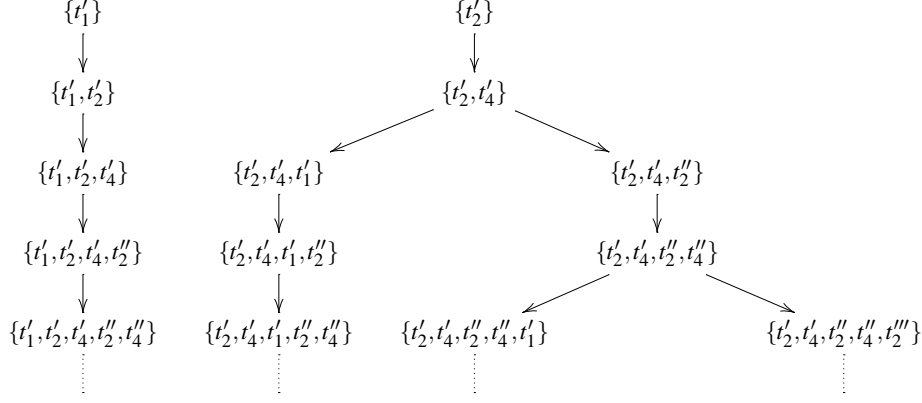 {t′₁} {t′₂}
{t′₁,t′₂} {t′₂,t′₄}
{t′₁,t′₂,t′₄} {t′₂,t′₄,t′₁} {t′₂,t′₄,t″₂}
{t′₁,t′₂,t′₄,t″₂} {t′₂,t′₄,t′₁,t″₂} {t′₂,t′₄,t″₂,t″₄}
{t′₁,t′₂,t′₄,t″₂,t″₄} {t′₂,t′₄,t′₁,t″₂,t″₄} {t′₂,t′₄,t″₂,t″₄,t′₁} {t′₂,t′₄,t″₂,t″₄,t‴₂}